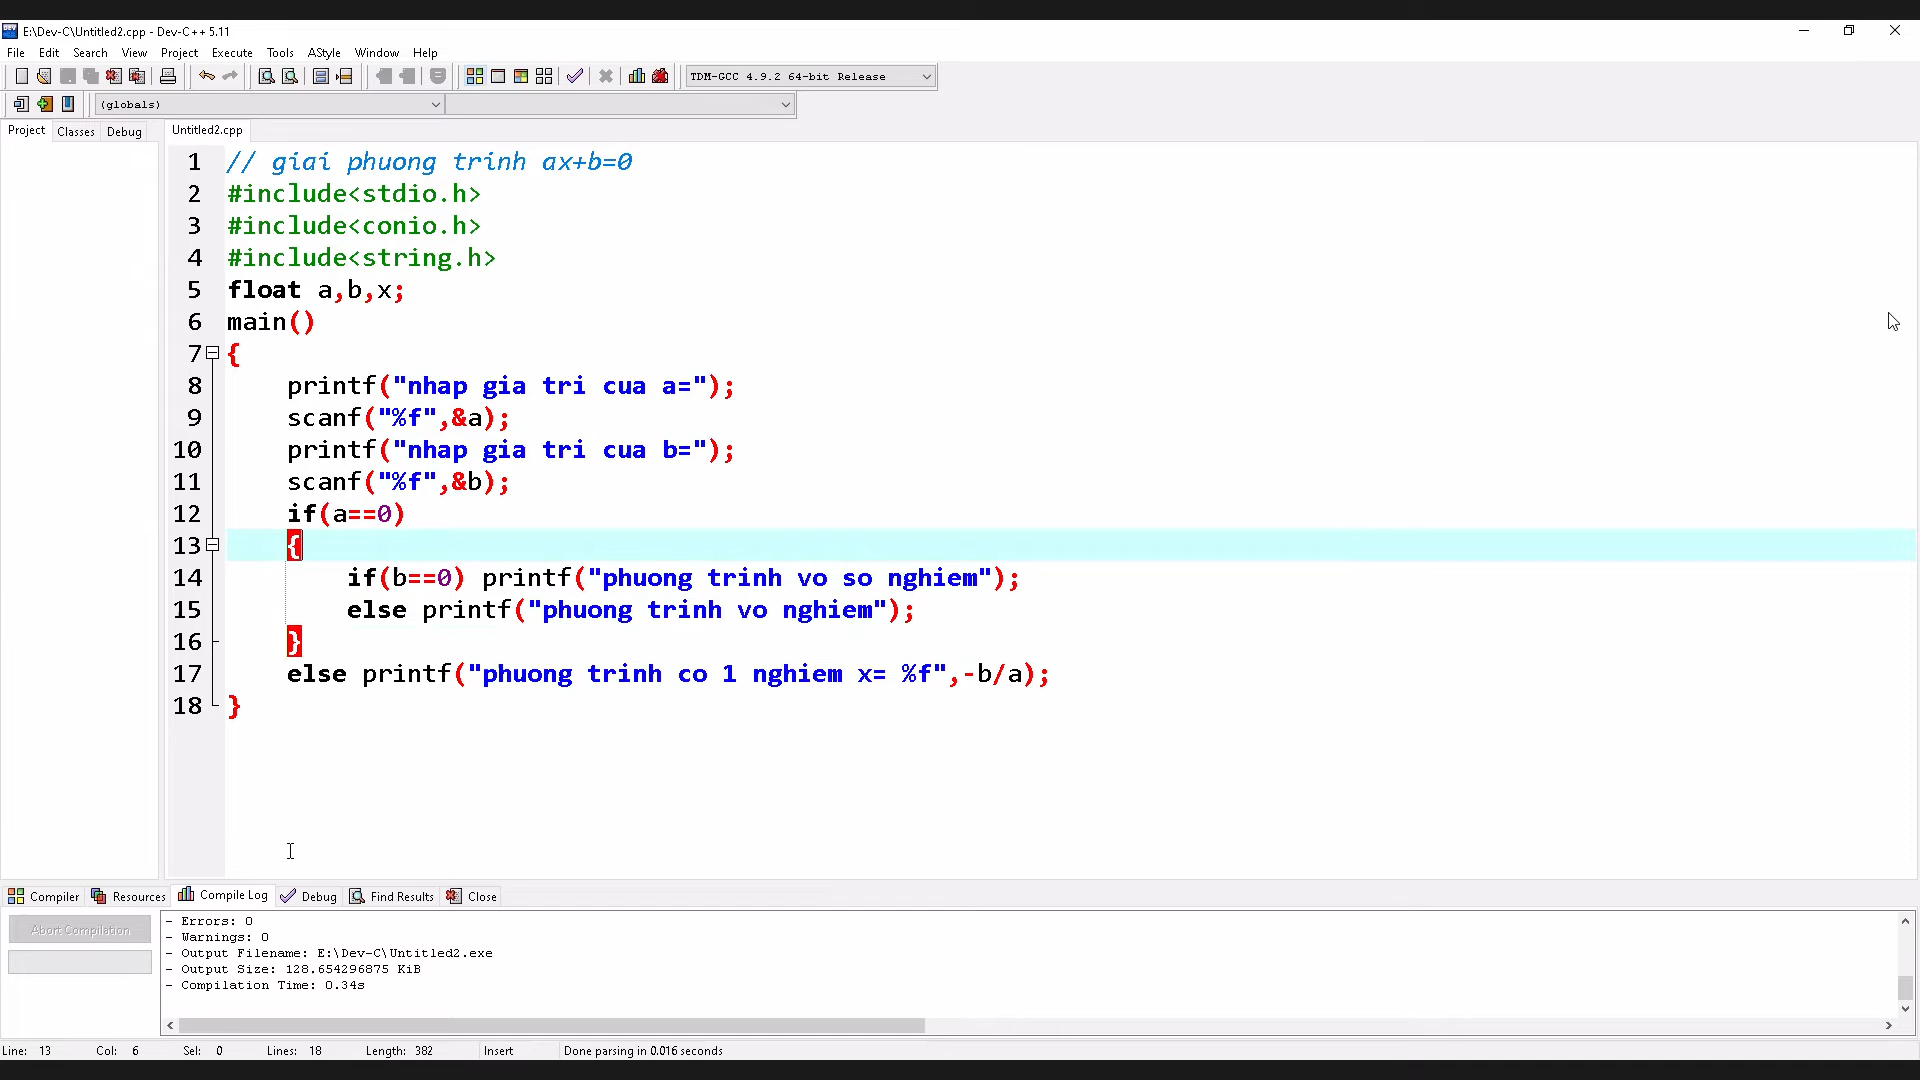 E:\Dev-C\Untitled2.cpp - Dev-C++ 5.11
File Edit Search View Project Execute Tools AStyle Window Help
TDM-GCC 4.9.2 64-bit Release
(globals)
Project Classes Debug Untitled2.cpp
1 // giai phuong trinh ax+b=0
2 #include<stdio.h>
3 #include<conio.h>
4 #include<string.h>
5 float a,b,x;
6 main()
7 {
8 printf("nhap gia tri cua a=");
9 scanf("%f",&a);
10 printf("nhap gia tri cua b=");
11 scanf("%f",&b);
12 if(a==0)
13 {
14 if(b==0) printf("phuong trinh vo so nghiem");
15 else printf("phuong trinh vo nghiem");
16 }
17 else printf("phuong trinh co 1 nghiem x= %f",-b/a);
18 }
Compiler Resources Compile Log Debug Find Results Close
Abort Compilation
- Errors: 0
- Warnings: 0
- Output Filename: E:\Dev-C\Untitled2.exe
- Output Size: 128.654296875 KiB
- Compilation Time: 0.34s
Line: 13 Col: 6 Sel: 0 Lines: 18 Length: 382 Insert Done parsing in 0.016 seconds